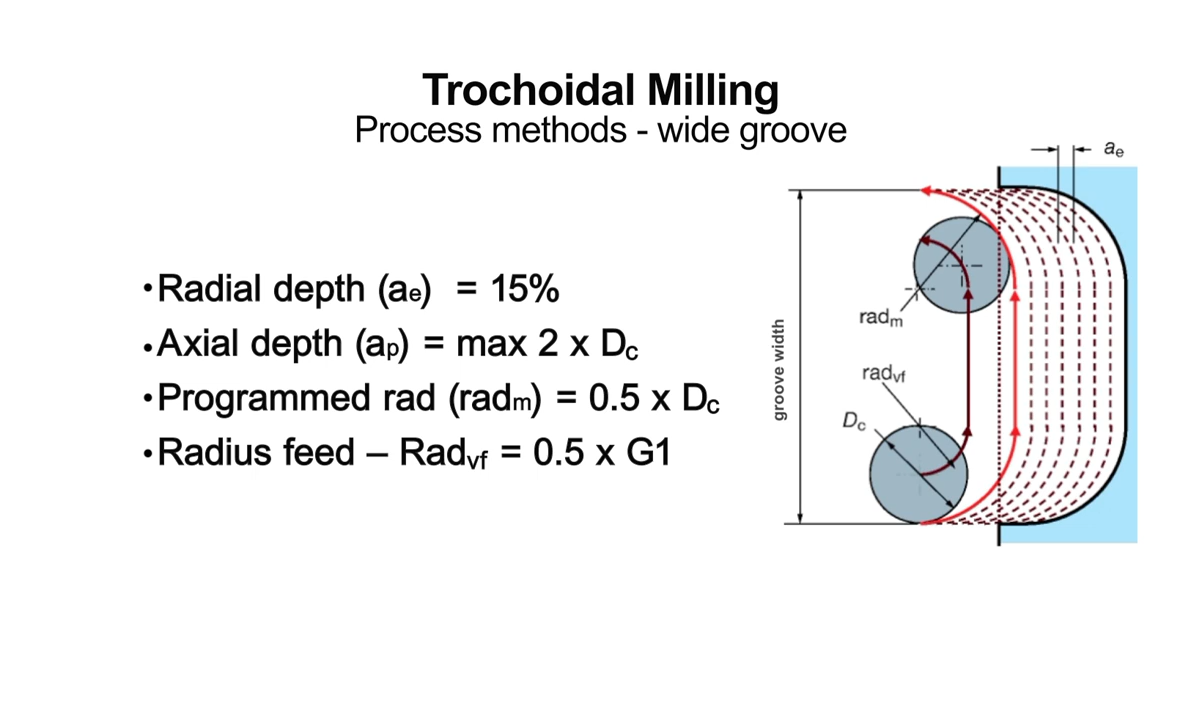 Trochoidal Milling
Process methods - wide groove
ae
•Radial depth (ae) = 15%
•Axial depth (ap) = max 2 x Dc
•Programmed rad (radm) = 0.5 x Dc
•Radius feed – Radvf = 0.5 x G1
groove width
radm
radvf
Dc